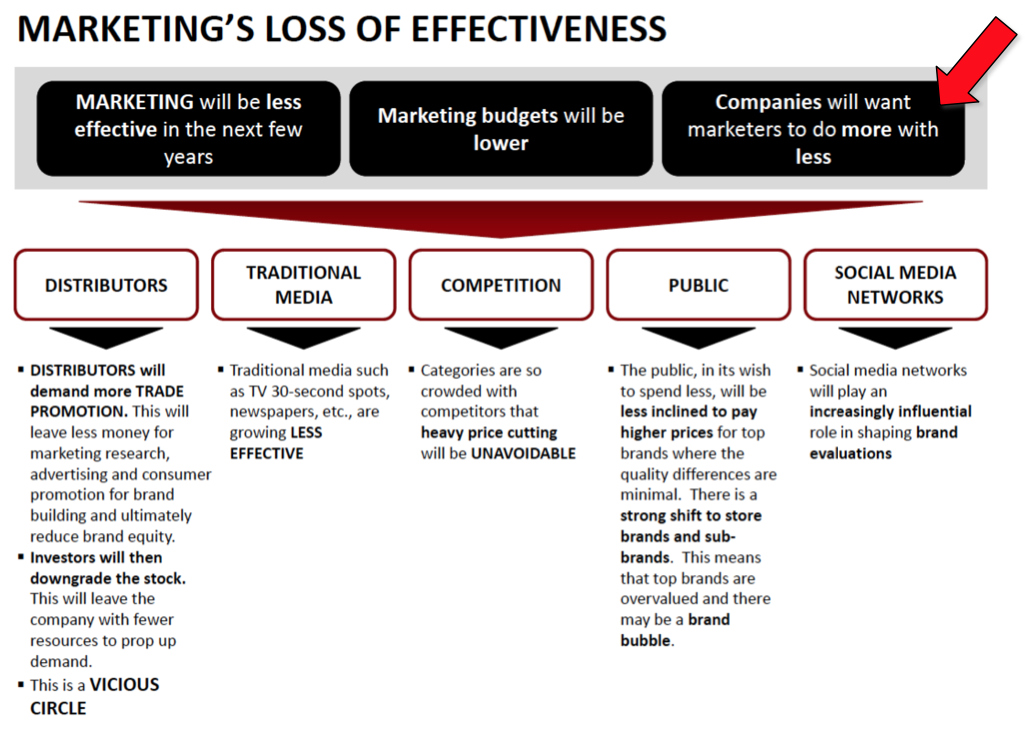 MARKETING'S LOSS OF EFFECTIVENESS
MARKETING will be less
effective in the next few
years
Marketing budgets will be
lower
Companies will want
marketers to do more with
less
DISTRIBUTORS
TRADITIONAL
MEDIA
COMPETITION
PUBLIC
SOCIAL MEDIA
NETWORKS
▪ DISTRIBUTORS will
demand more TRADE
PROMOTION. This will
leave less money for
marketing research,
advertising and consumer
promotion for brand
building and ultimately
reduce brand equity.
▪ Investors will then
downgrade the stock.
This will leave the
company with fewer
resources to prop up
demand.
▪ This is a VICIOUS
CIRCLE
▪ Traditional media such
as TV 30-second spots,
newspapers, etc., are
growing LESS
EFFECTIVE
▪ Categories are so
crowded with
competitors that
heavy price cutting
will be UNAVOIDABLE
▪ The public, in its wish
to spend less, will be
less inclined to pay
higher prices for top
brands where the
quality differences are
minimal. There is a
strong shift to store
brands and sub-
brands. This means
that top brands are
overvalued and there
may be a brand
bubble.
▪ Social media networks
will play an
increasingly influential
role in shaping brand
evaluations